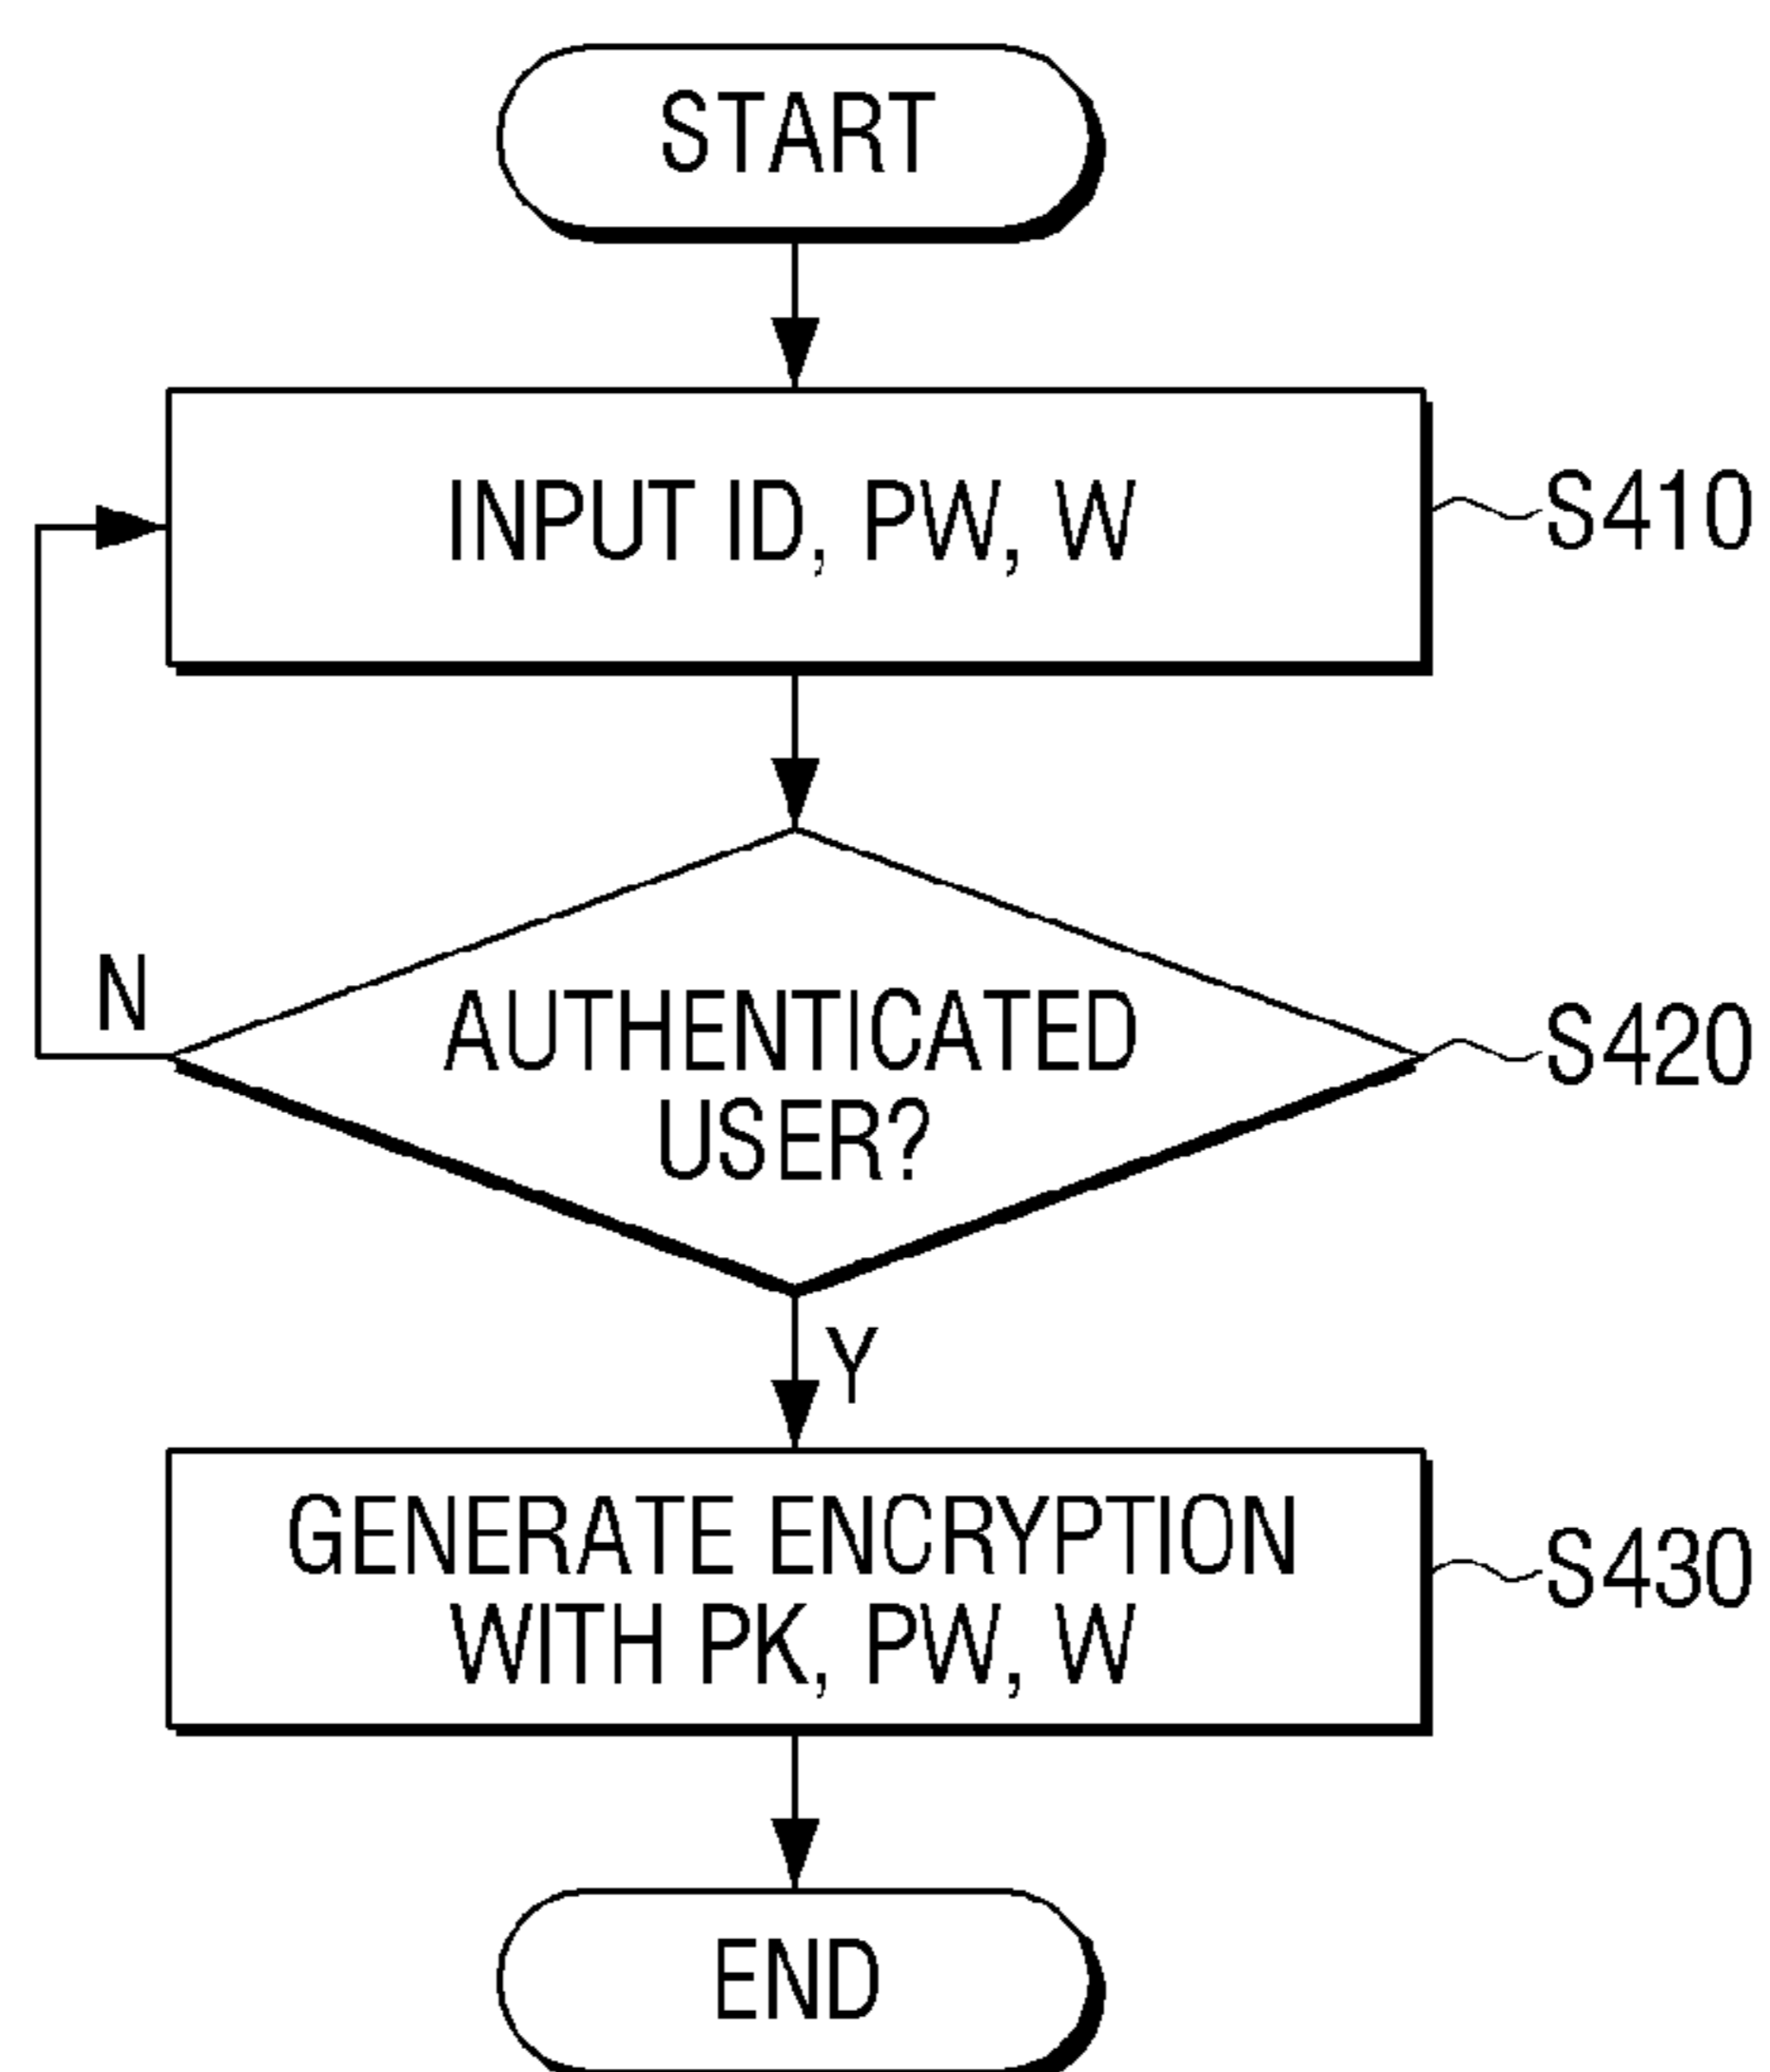 START
INPUT ID, PW, W
S410
N
AUTHENTICATED
USER?
S420
Y
GENERATE ENCRYPTION
WITH PK, PW, W
S430
END